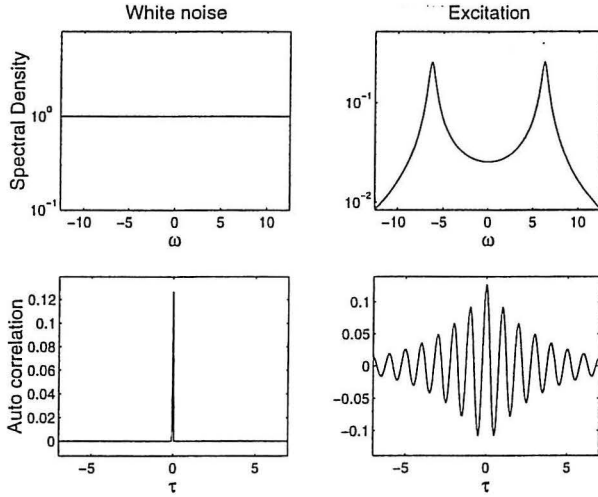 White noise
Excitation
Spectral Density
10⁰
10⁻¹
-10 -5 0 5 10
ω
10⁻¹
10⁻²
-10 -5 0 5 10
ω
Auto correlation
0.12
0.1
0.08
0.06
0.04
0.02
0
-5 0 5
τ
0.1
0.05
0
-0.05
-0.1
-5 0 5
τ